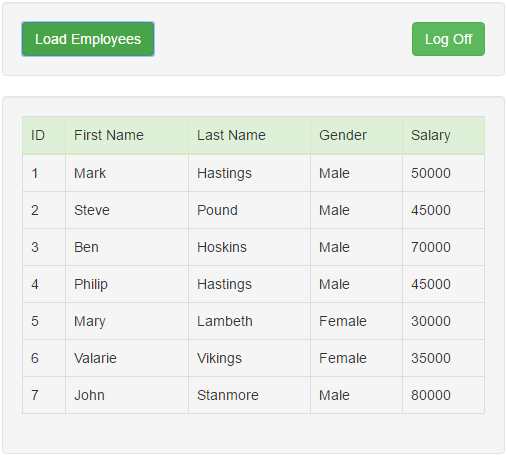 Load Employees Log Off
ID First Name Last Name Gender Salary
1 Mark Hastings Male 50000
2 Steve Pound Male 45000
3 Ben Hoskins Male 70000
4 Philip Hastings Male 45000
5 Mary Lambeth Female 30000
6 Valarie Vikings Female 35000
7 John Stanmore Male 80000